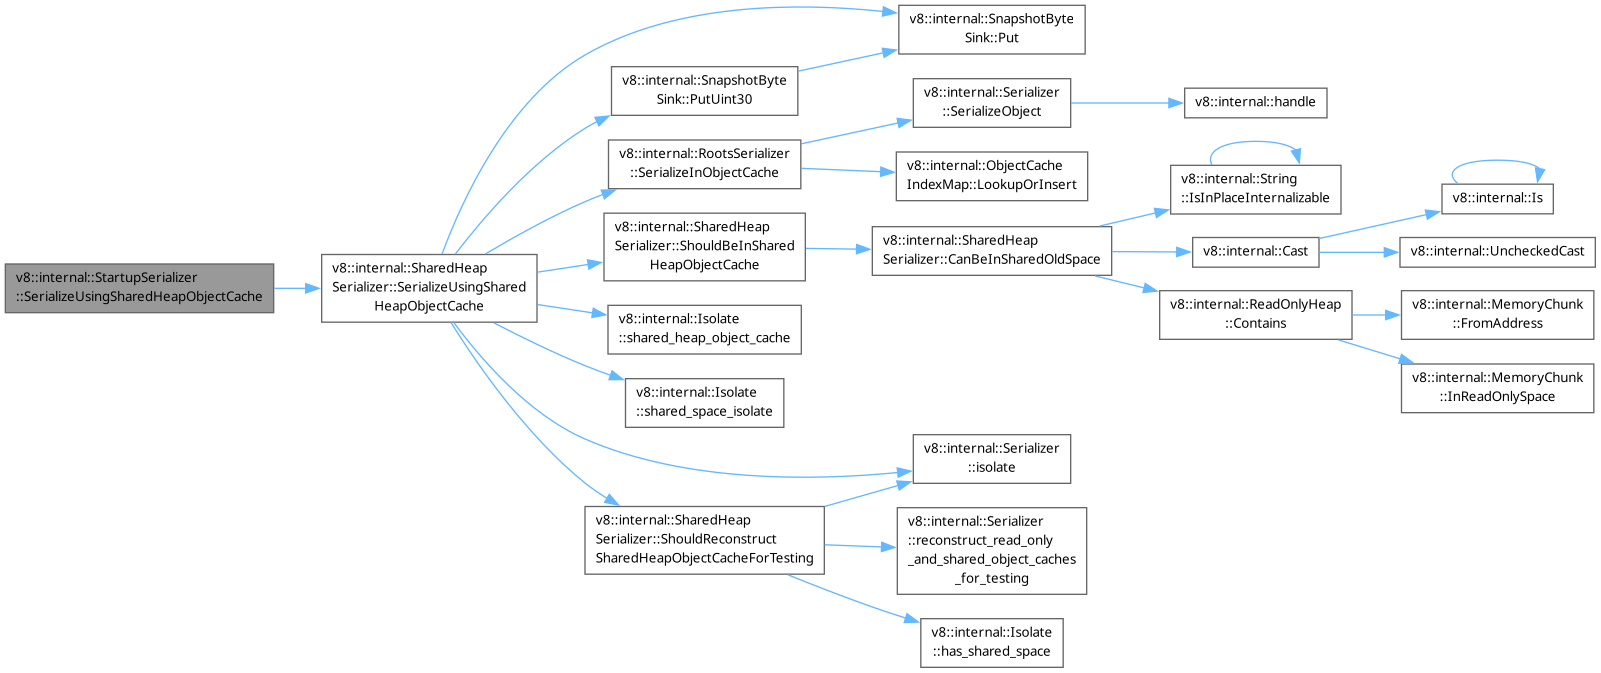 v8::internal::StartupSerializer
::SerializeUsingSharedHeapObjectCache
v8::internal::SharedHeap
Serializer::SerializeUsingShared
HeapObjectCache
v8::internal::SnapshotByte
Sink::Put
v8::internal::SnapshotByte
Sink::PutUint30
v8::internal::RootsSerializer
::SerializeInObjectCache
v8::internal::Serializer
::SerializeObject
v8::internal::handle
v8::internal::ObjectCache
IndexMap::LookupOrInsert
v8::internal::SharedHeap
Serializer::ShouldBeInShared
HeapObjectCache
v8::internal::SharedHeap
Serializer::CanBeInSharedOldSpace
v8::internal::String
::IsInPlaceInternalizable
v8::internal::Cast
v8::internal::Is
v8::internal::UncheckedCast
v8::internal::ReadOnlyHeap
::Contains
v8::internal::MemoryChunk
::FromAddress
v8::internal::MemoryChunk
::InReadOnlySpace
v8::internal::Isolate
::shared_heap_object_cache
v8::internal::Isolate
::shared_space_isolate
v8::internal::Serializer
::isolate
v8::internal::SharedHeap
Serializer::ShouldReconstruct
SharedHeapObjectCacheForTesting
v8::internal::Serializer
::reconstruct_read_only
_and_shared_object_caches
_for_testing
v8::internal::Isolate
::has_shared_space